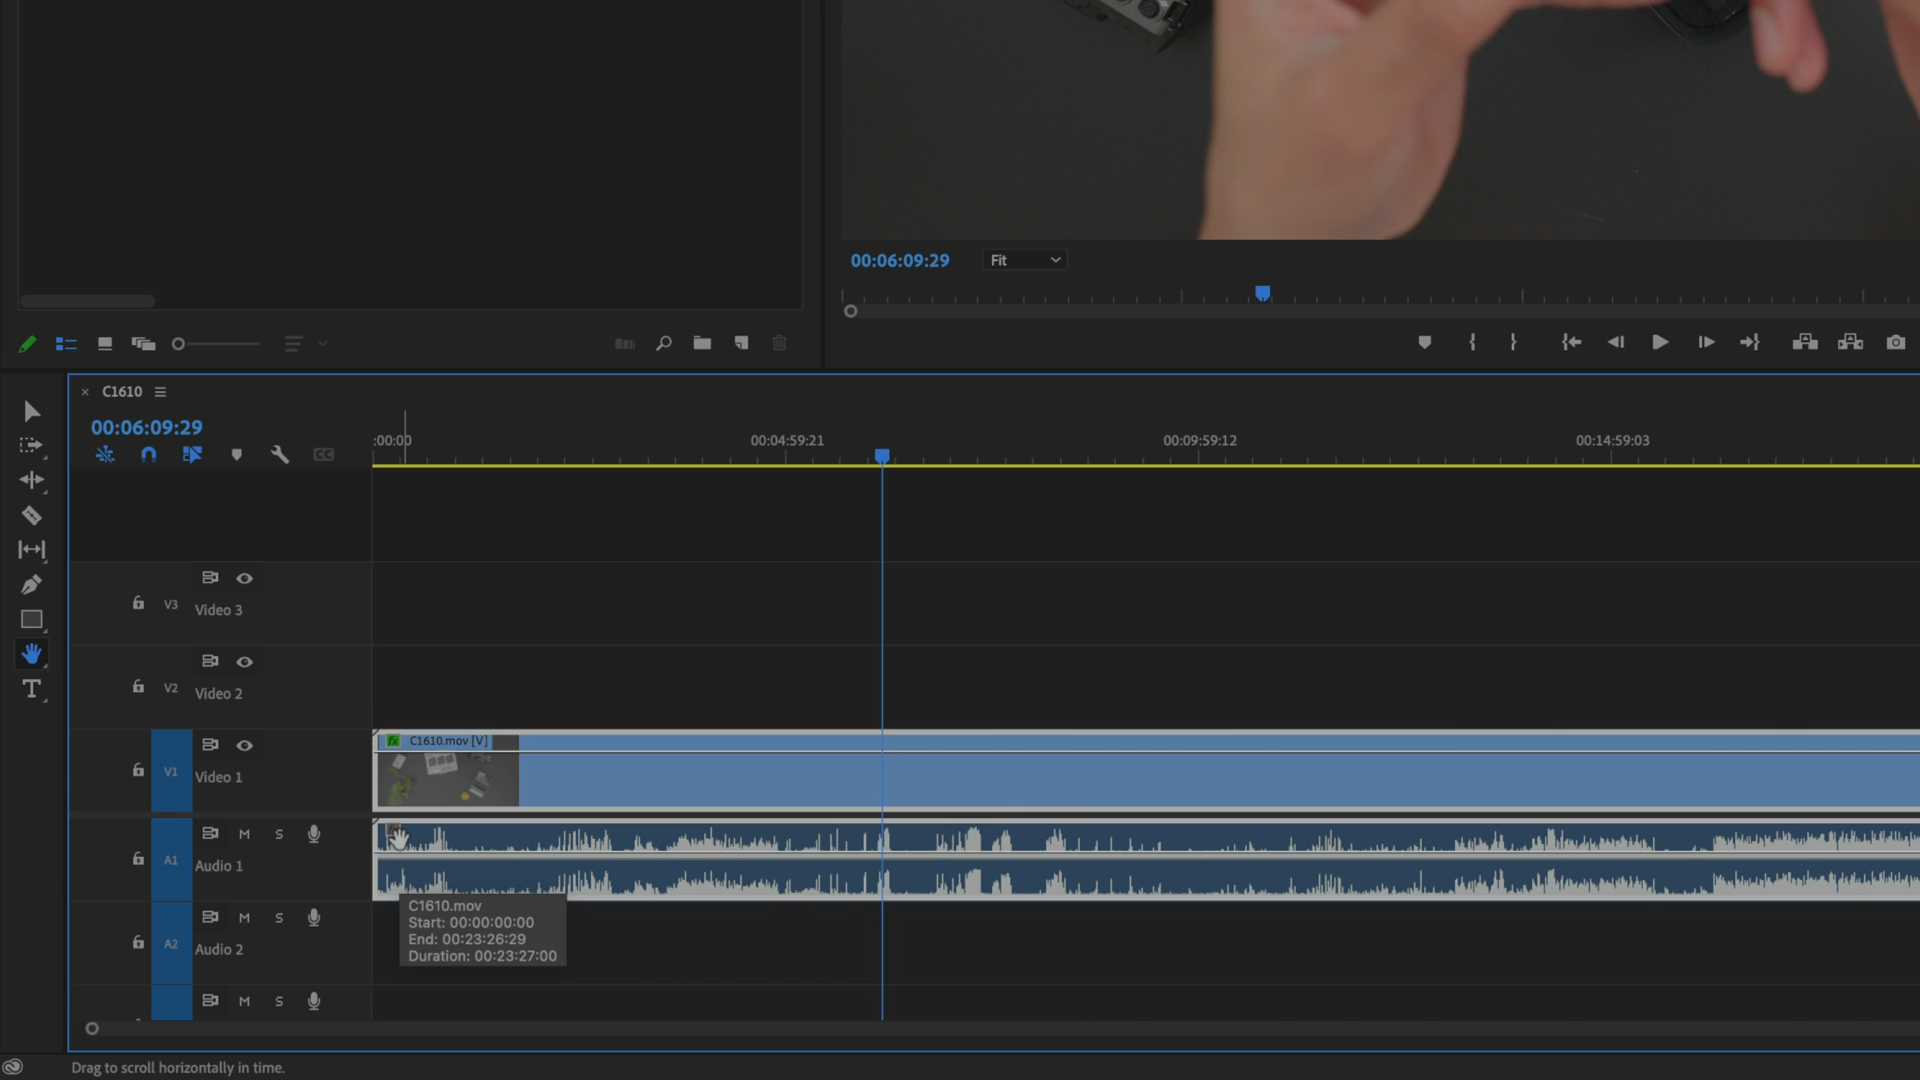 00:06:09:29
Fit
C1610
00:06:09:29
CC
:00:00
00:04:59:21
00:09:59:12
00:14:59:03
V3
Video 3
V2
Video 2
fx C1610.mov [V]
V1
Video 1
M S
A1
Audio 1
C1610.mov
Start: 00:00:00:00
End: 00:23:26:29
Duration: 00:23:27:00
M S
A2
Audio 2
M S
T
Drag to scroll horizontally in time.